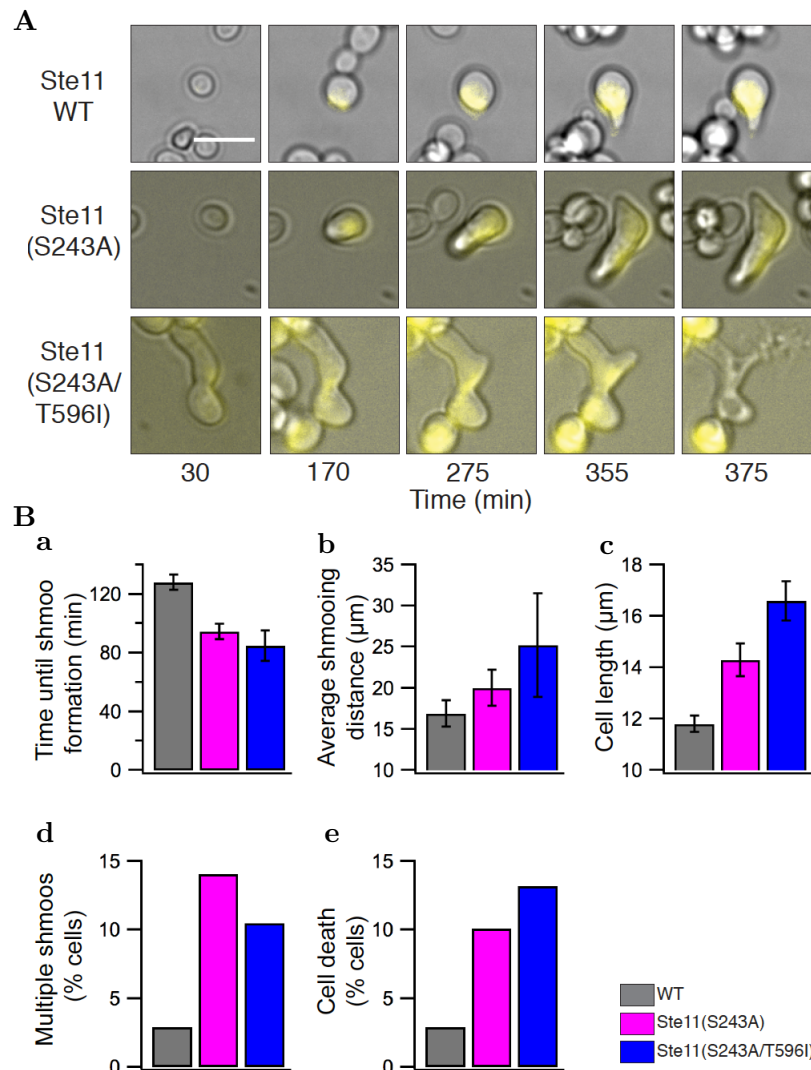 A
Ste11
WT
Ste11
(S243A)
Ste11
(S243A/
T596I)
30 170 275 355 375
Time (min)
B
a
Time until shmoo
formation (min)
120
80
40
0
b
Average shmooing
distance (µm)
35
30
25
20
15
10
c
Cell length (µm)
18
16
14
12
10
d
Multiple shmoos
(% cells)
15
10
5
0
e
Cell death
(% cells)
15
10
5
0
WT
Ste11(S243A)
Ste11(S243A/T596I)